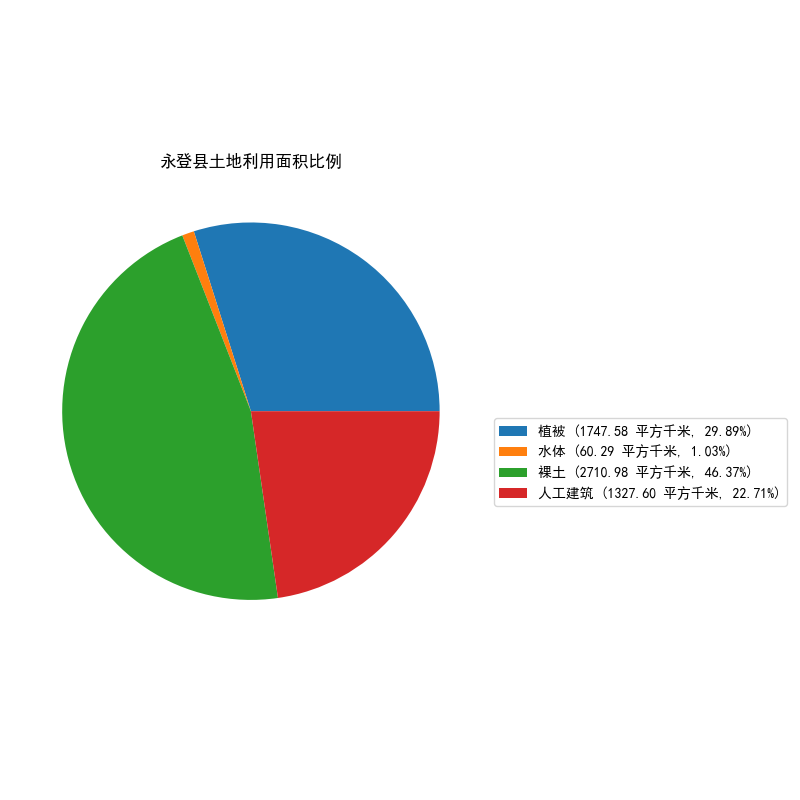 永登县土地利用面积比例
植被 (1747.58 平方千米, 29.89%)
水体 (60.29 平方千米, 1.03%)
裸土 (2710.98 平方千米, 46.37%)
人工建筑 (1327.60 平方千米, 22.71%)